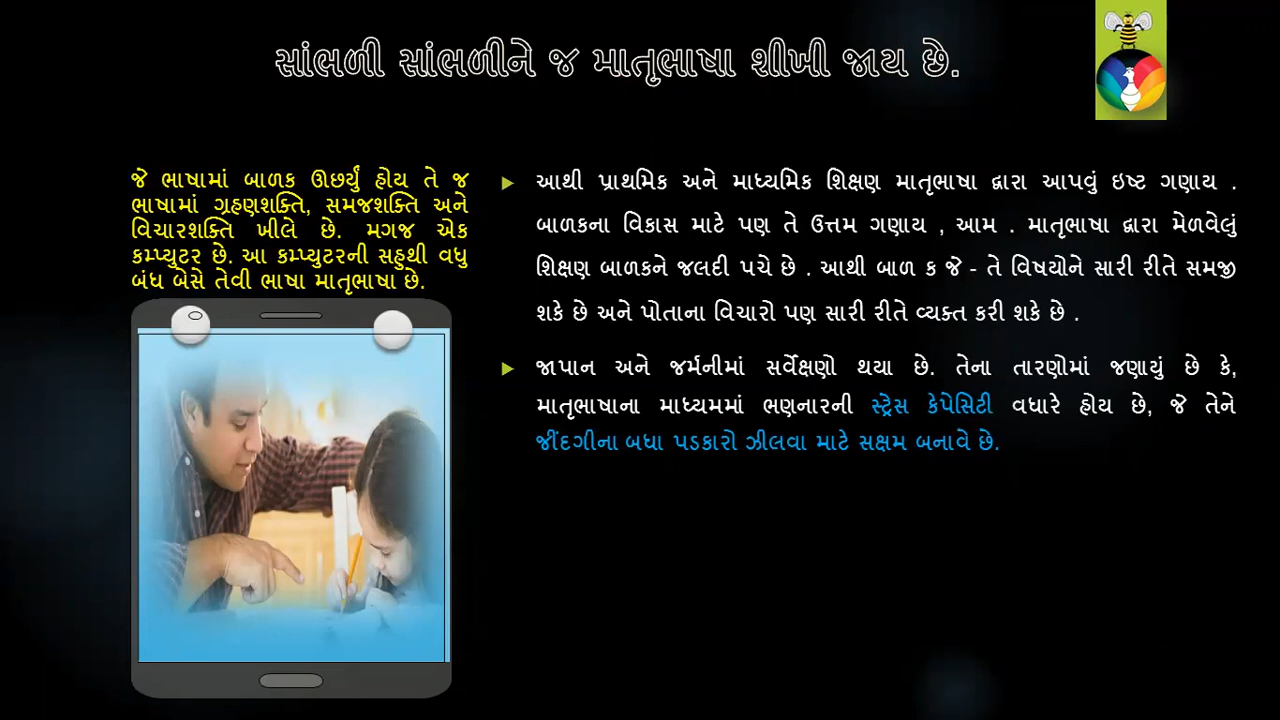 સાંભળી સાંભળીને જ માતૃભાષા શીખી જાય છે.
જે ભાષામાં બાળક ઊછર્યું હોય તે જ
ભાષામાં ગ્રહણશક્તિ, સમજશક્તિ અને
વિચારશક્તિ ખીલે છે. મગજ એક
કમ્પ્યુટર છે. આ કમ્પ્યુટરની સહુથી વધુ
બંધ બેસે તેવી ભાષા માતૃભાષા છે.
આથી પ્રાથમિક અને માધ્યમિક શિક્ષણ માતૃભાષા દ્વારા આપવું ઇષ્ટ ગણાય .
બાળકના વિકાસ માટે પણ તે ઉત્તમ ગણાય , આમ . માતૃભાષા દ્વારા મેળવેલું
શિક્ષણ બાળકને જલદી પચે છે . આથી બાળ ક જે - તે વિષયોને સારી રીતે સમજી
શકે છે અને પોતાના વિચારો પણ સારી રીતે વ્યક્ત કરી શકે છે .
જાપાન અને જર્મનીમાં સર્વેક્ષણો થયા છે. તેના તારણોમાં જણાયું છે કે,
માતૃભાષાના માધ્યમમાં ભણનારની સ્ટ્રેસ કેપેસિટી વધારે હોય છે, જે તેને
જીંદગીના બધા પડકારો ઝીલવા માટે સક્ષમ બનાવે છે.